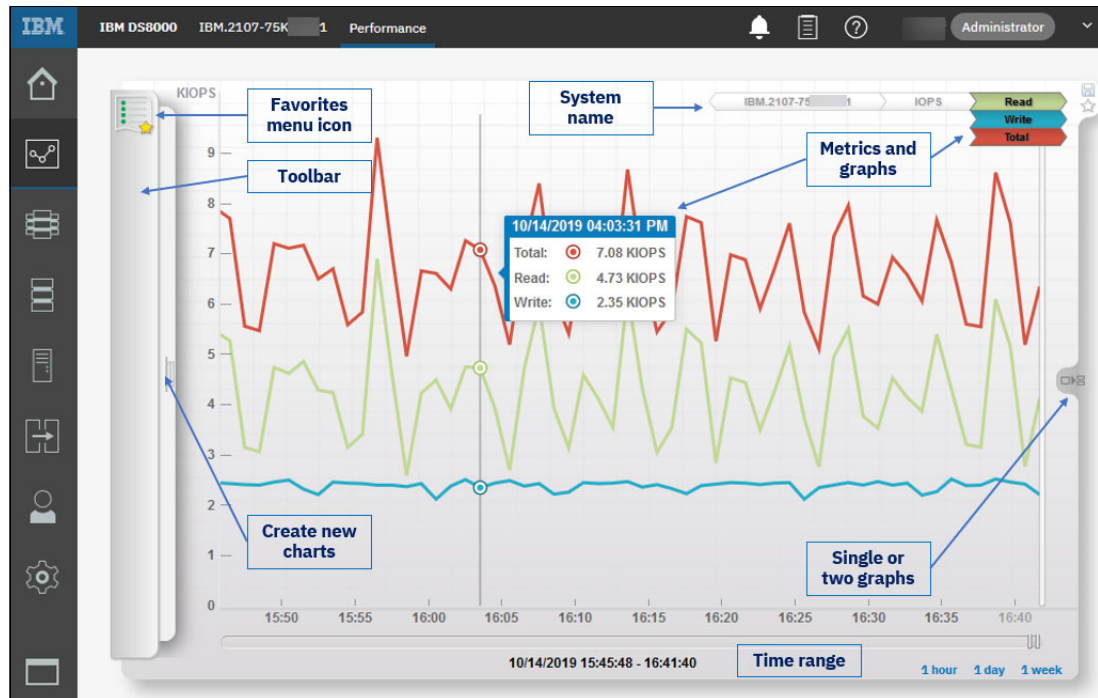 IBM
IBM DS8000
IBM.2107-75K 1
Performance
Administrator
KIOPS
Favorites
menu icon
System
name
IBM.2107-75 1
IOPS
Read
Write
Total
Metrics and
graphs
Toolbar
9
8
7
6
5
4
3
2
1
0
10/14/2019 04:03:31 PM
Total: 7.08 KIOPS
Read: 4.73 KIOPS
Write: 2.35 KIOPS
Create new
charts
Single or
two graphs
15:50 15:55 16:00 16:05 16:10 16:15 16:20 16:25 16:30 16:35 16:40
10/14/2019 15:45:48 - 16:41:40
Time range
1 hour 1 day 1 week